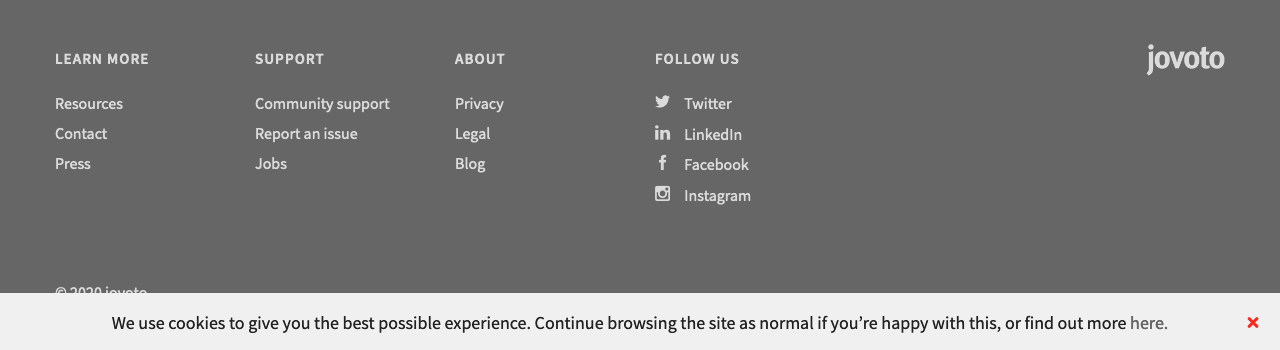 LEARN MORE
Resources
Contact
Press
SUPPORT
Community support
Report an issue
Jobs
ABOUT
Privacy
Legal
Blog
FOLLOW US
Twitter
LinkedIn
Facebook
Instagram
jovoto
© 2020 jovoto
We use cookies to give you the best possible experience. Continue browsing the site as normal if you’re happy with this, or find out more here.